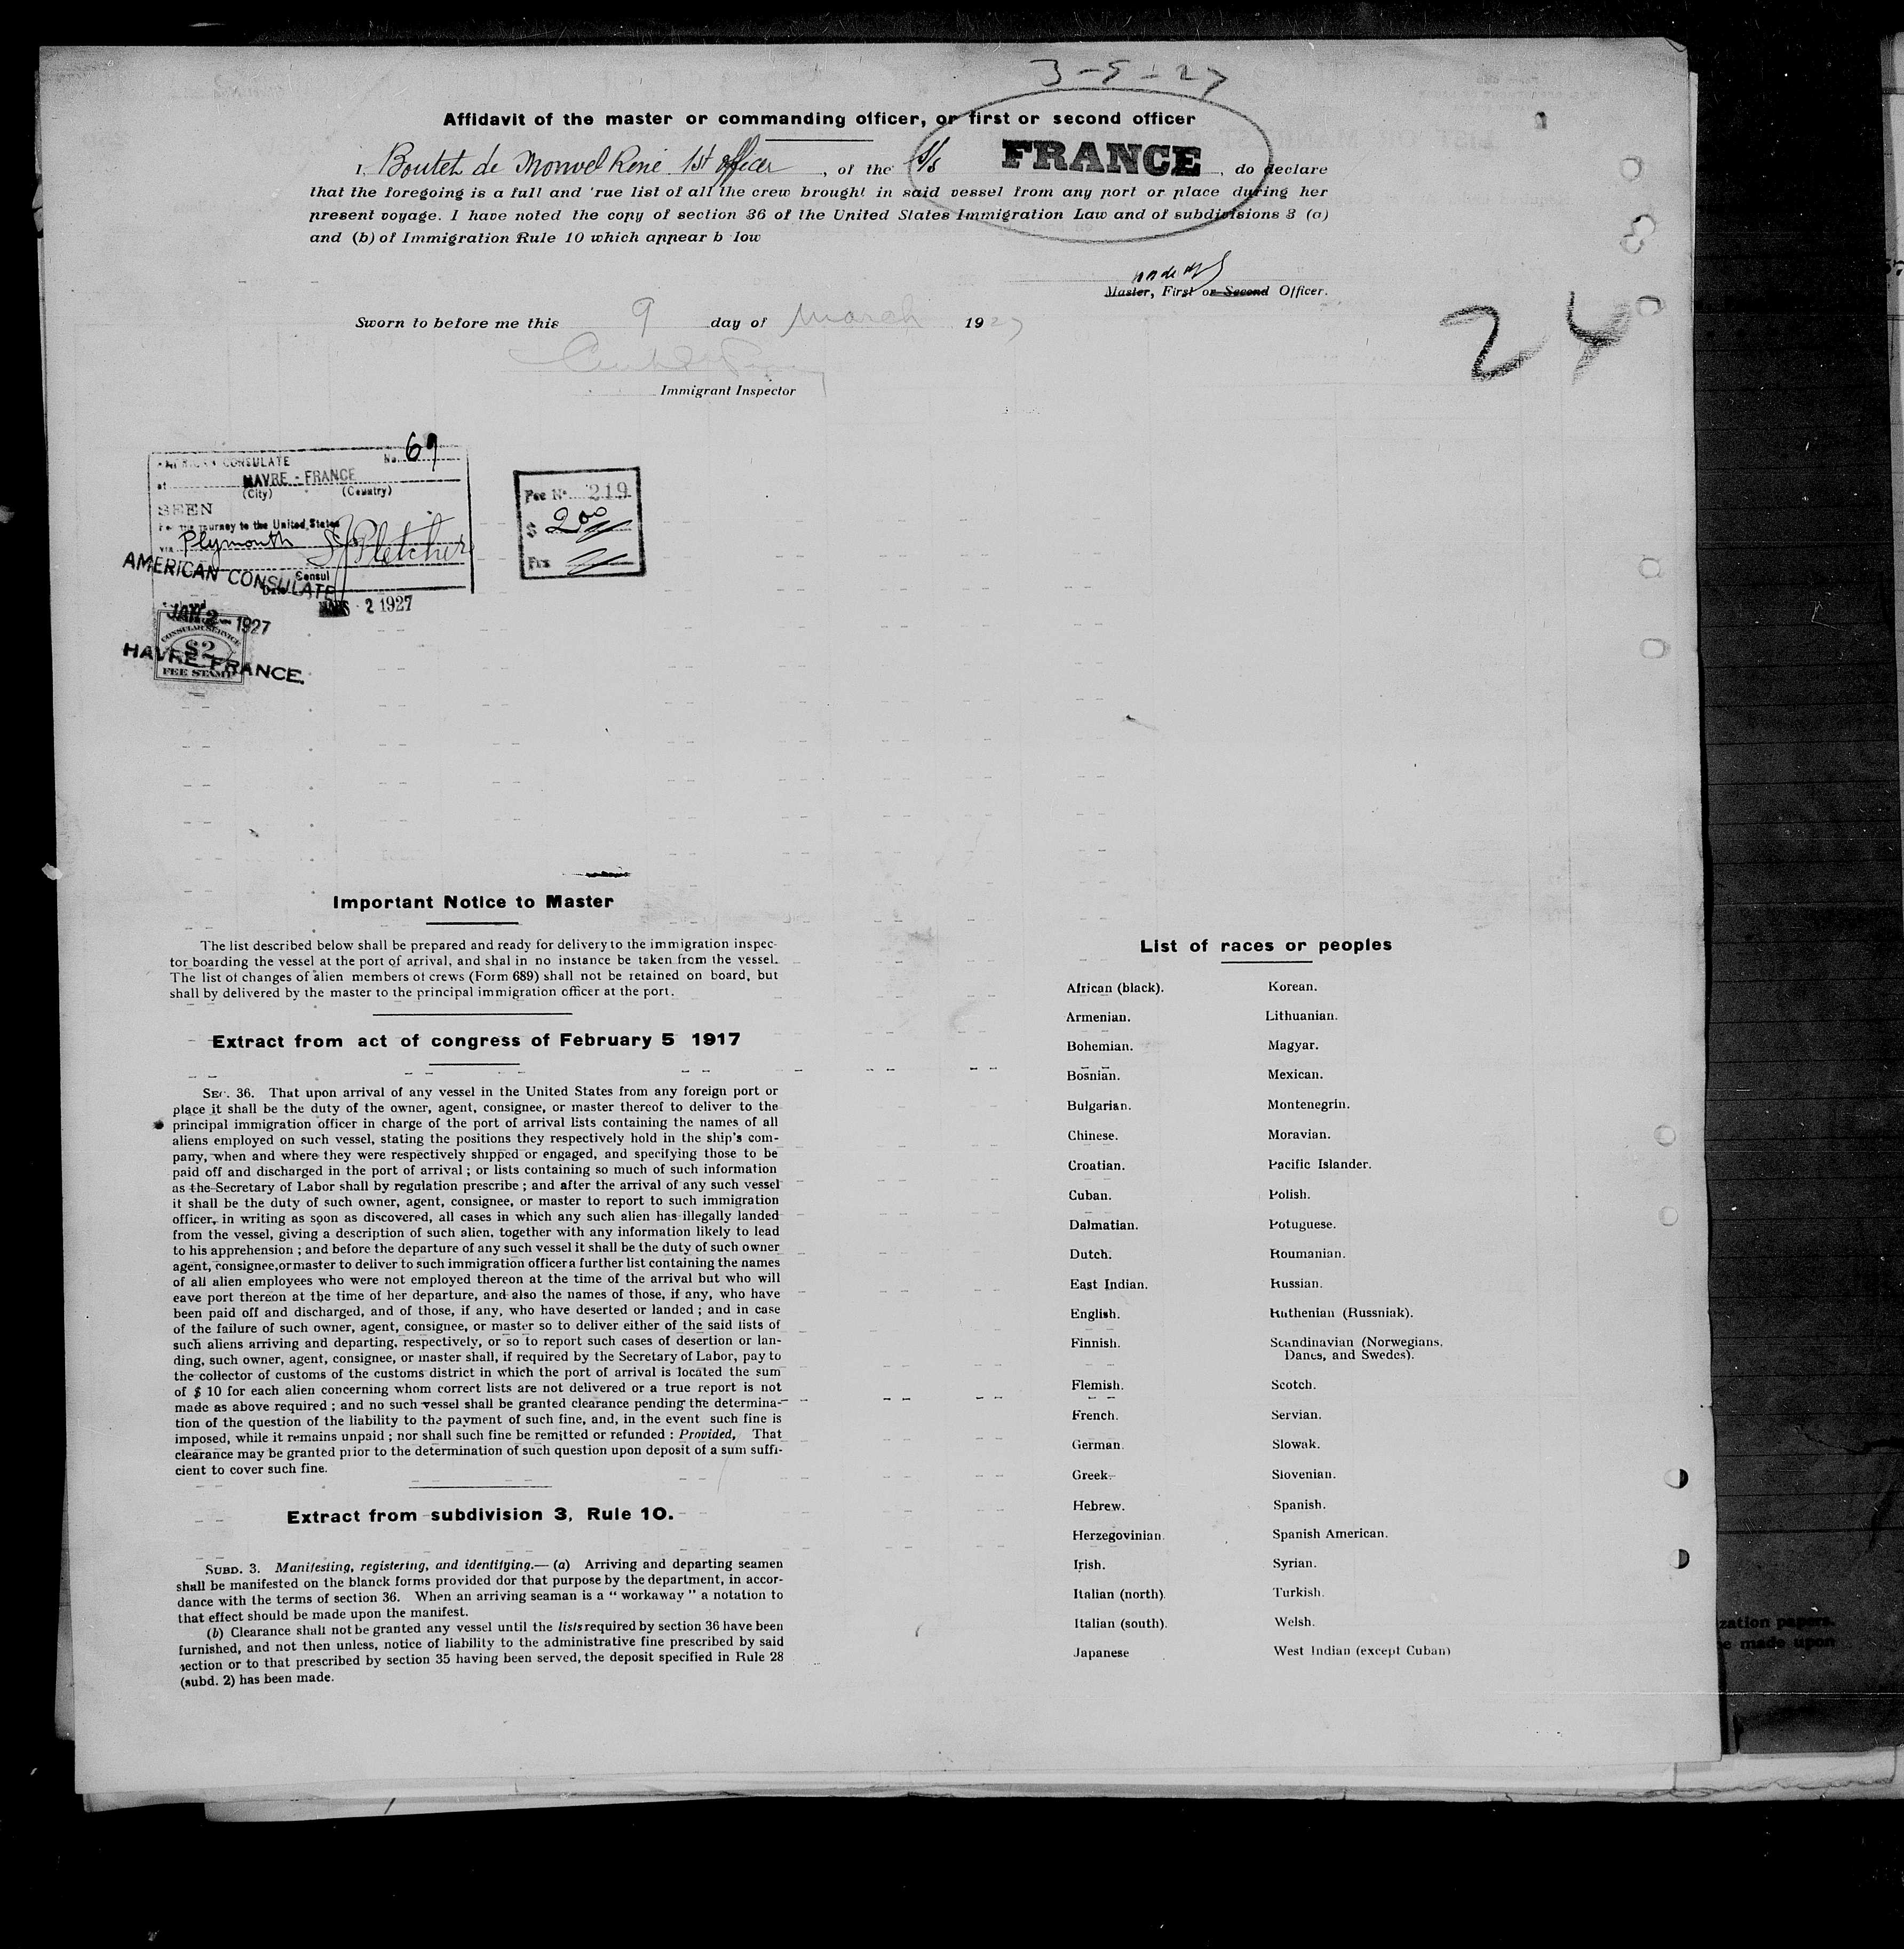 3-5-27
Affidavit of the master or commanding officer, or first or second officer
I, Boutet de Monvel René 1st officer, of the S/S FRANCE, do declare
that the foregoing is a full and 'rue list of all the crew brought in said vessel from any port or place during her
present voyage. I have noted the copy of section 36 of the United States Immigration Law and of subdivisions 3 (a)
and (b) of Immigration Rule 10 which appear b low
Master, First or Second Officer.
Sworn to before me this 9 day of March 1927
24
Immigrant Inspector
AMERICAN CONSULATE No. 69
at HAVRE - FRANCE
(City) (Country)
SEEN
For the journey to the United States
via Plymouth
Pletcher
Consul
Date
2 1927
AMERICAN CONSULATE
JAN 2 - 1927
HAVRE FRANCE.
CONSULAR SERVICE
$2
FEE STAMP
Fee No. 219
$ 2.00
Frs
Important Notice to Master
The list described below shall be prepared and ready for delivery to the immigration inspec-
tor boarding the vessel at the port of arrival, and shal in no instance be taken from the vessel.
The list of changes of alien members of crews (Form 689) shall not be retained on board, but
shall by delivered by the master to the principal immigration officer at the port.
Extract from act of congress of February 5 1917
SEC. 36. That upon arrival of any vessel in the United States from any foreign port or
place it shall be the duty of the owner, agent, consignee, or master thereof to deliver to the
principal immigration officer in charge of the port of arrival lists containing the names of all
aliens employed on such vessel, stating the positions they respectively hold in the ship's com-
pany, when and where they were respectively shipped or engaged, and specifying those to be
paid off and discharged in the port of arrival ; or lists containing so much of such information
as the Secretary of Labor shall by regulation prescribe ; and after the arrival of any such vessel
it shall be the duty of such owner, agent, consignee, or master to report to such immigration
officer, in writing as soon as discovered, all cases in which any such alien has illegally landed
from the vessel, giving a description of such alien, together with any information likely to lead
to his apprehension ; and before the departure of any such vessel it shall be the duty of such owner
agent, consignee,or master to deliver to such immigration officer a further list containing the names
of all alien employees who were not employed thereon at the time of the arrival but who will
eave port thereon at the time of her departure, and also the names of those, if any, who have
been paid off and discharged, and of those, if any, who have deserted or landed ; and in case
of the failure of such owner, agent, consignee, or master so to deliver either of the said lists of
such aliens arriving and departing, respectively, or so to report such cases of desertion or lan-
ding, such owner, agent, consignee, or master shall, if required by the Secretary of Labor, pay to
the collector of customs of the customs district in which the port of arrival is located the sum
of $ 10 for each alien concerning whom correct lists are not delivered or a true report is not
made as above required ; and no such vessel shall be granted clearance pending the determina-
tion of the question of the liability to the payment of such fine, and, in the event such fine is
imposed, while it remains unpaid ; nor shall such fine be remitted or refunded : Provided, That
clearance may be granted prior to the determination of such question upon deposit of a sum suffi-
cient to cover such fine.
Extract from subdivision 3, Rule 10.
SUBD. 3. Manifesting, registering, and identifying.— (a) Arriving and departing seamen
shall be manifested on the blanck forms provided dor that purpose by the department, in accor-
dance with the terms of section 36. When an arriving seaman is a “ workaway ” a notation to
that effect should be made upon the manifest.
(b) Clearance shall not be granted any vessel until the lists required by section 36 have been
furnished, and not then unless, notice of liability to the administrative fine prescribed by said
section or to that prescribed by section 35 having been served, the deposit specified in Rule 28
(subd. 2) has been made.
List of races or peoples
African (black).
Armenian.
Bohemian.
Bosnian.
Bulgarian.
Chinese.
Croatian.
Cuban.
Dalmatian.
Dutch.
East Indian.
English.
Finnish.
Flemish.
French.
German.
Greek.
Hebrew.
Herzegovinian.
Irish.
Italian (north).
Italian (south).
Japanese
Korean.
Lithuanian.
Magyar.
Mexican.
Montenegrin.
Moravian.
Pacific Islander.
Polish.
Potuguese.
Roumanian.
Russian.
Ruthenian (Russniak).
Scandinavian (Norwegians.
Danes, and Swedes).
Scotch.
Servian.
Slowak.
Slovenian.
Spanish.
Spanish American.
Syrian.
Turkish.
Welsh.
West Indian (except Cuban)
zation papers.
e made upon